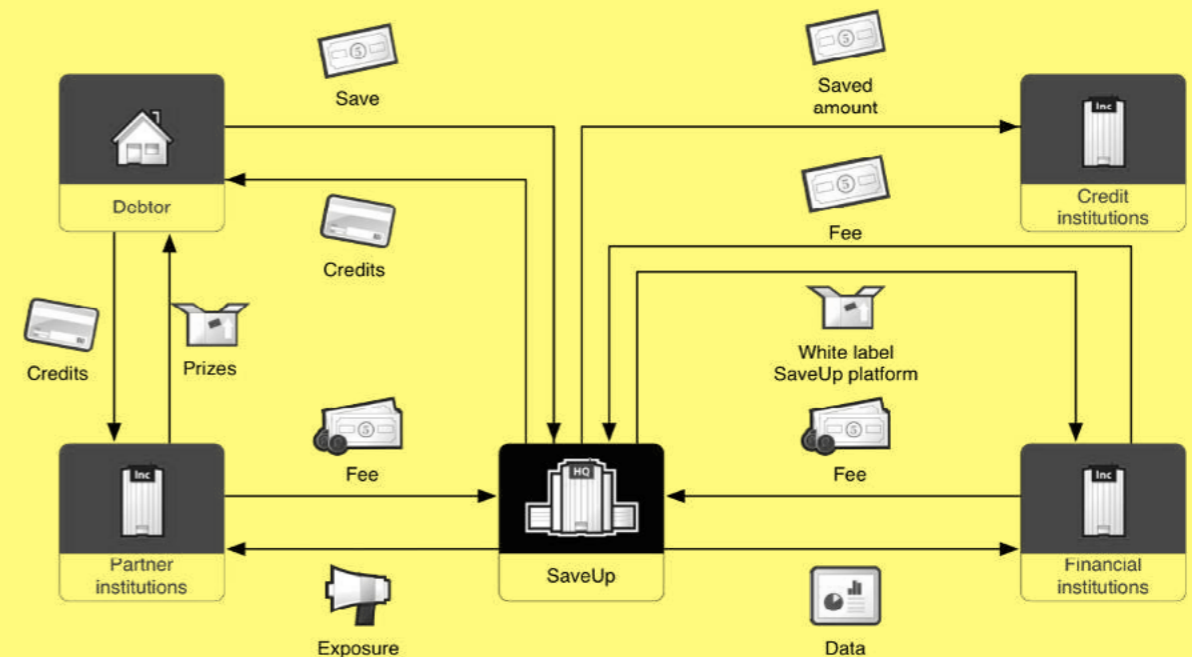 Save
Saved
amount
Inc
Debtor
Credit
institutions
Fee
Credits
Credits
Prizes
White label
SaveUp platform
Fee
Fee
Inc
HQ
Inc
Partner
institutions
SaveUp
Financial
institutions
Exposure
Data